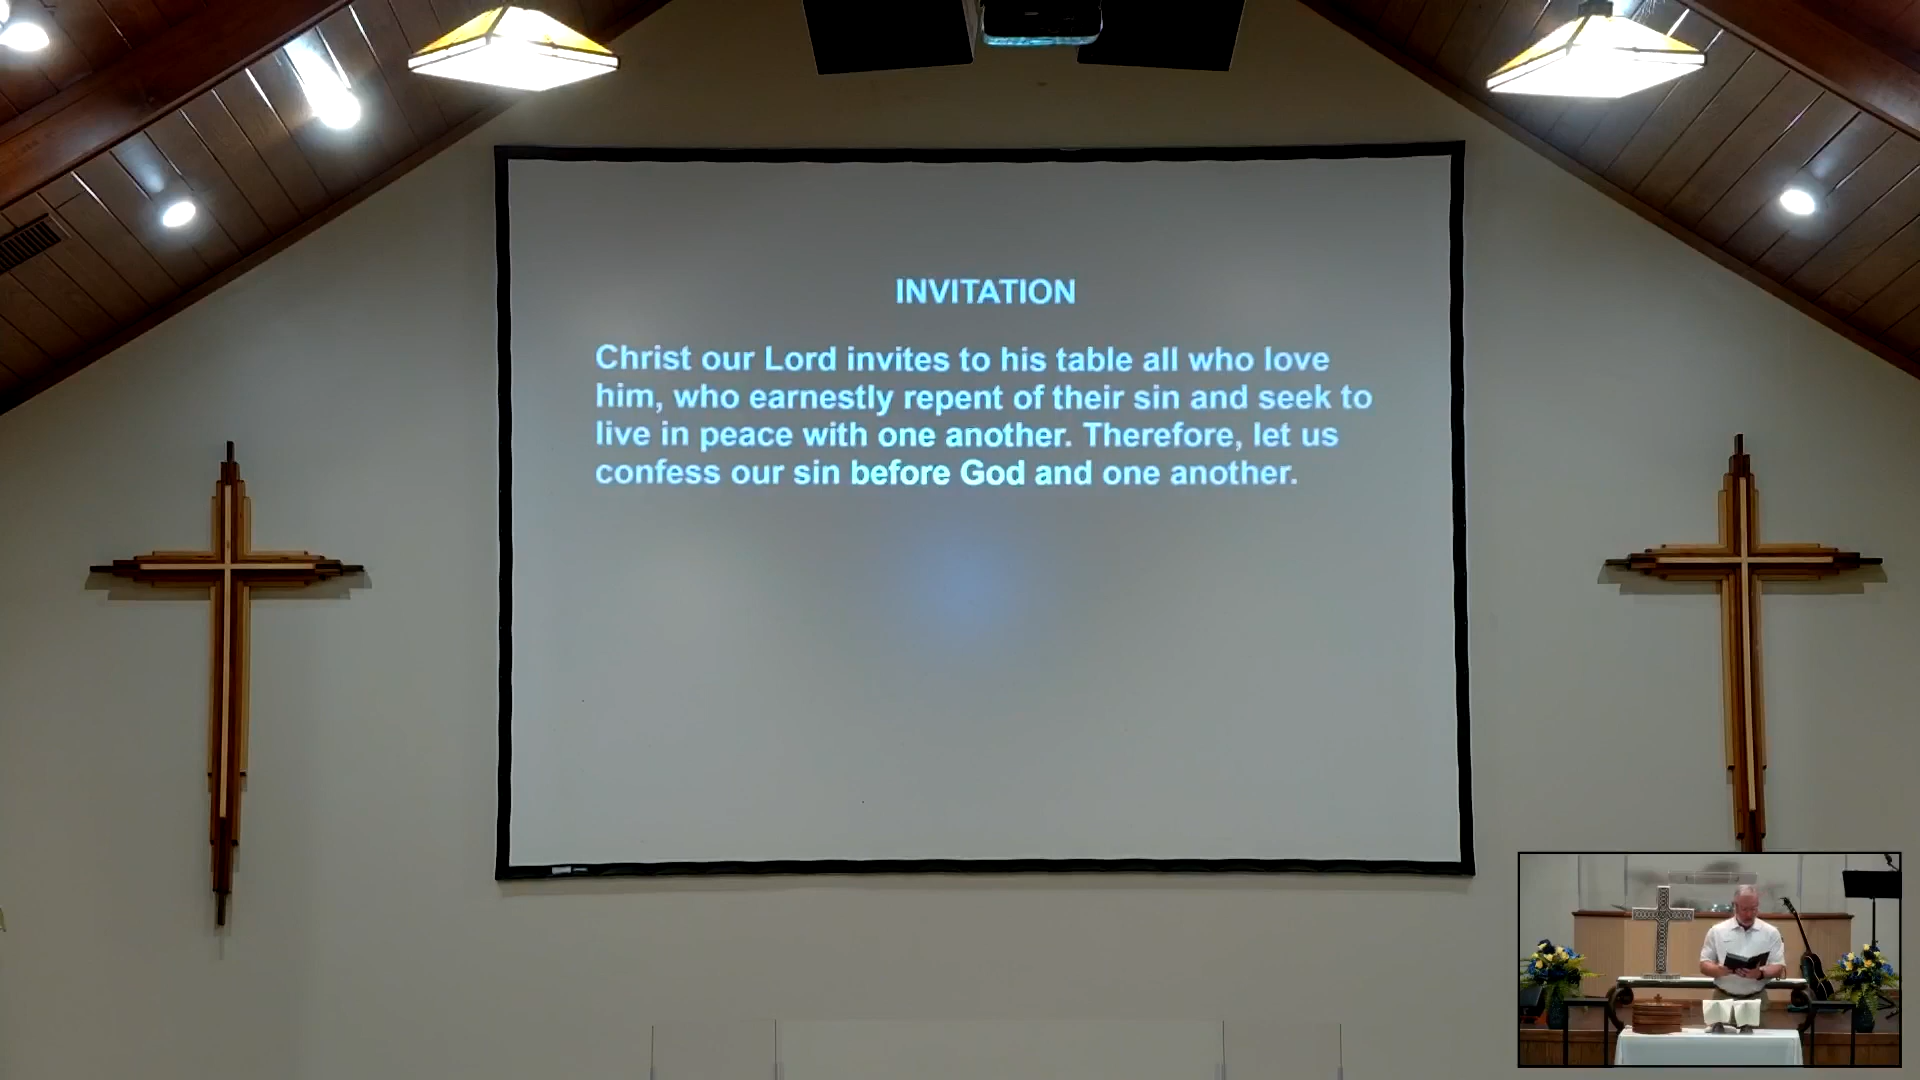 INVITATION
Christ our Lord invites to his table all who love
him, who earnestly repent of their sin and seek to
live in peace with one another. Therefore, let us
confess our sin before God and one another.